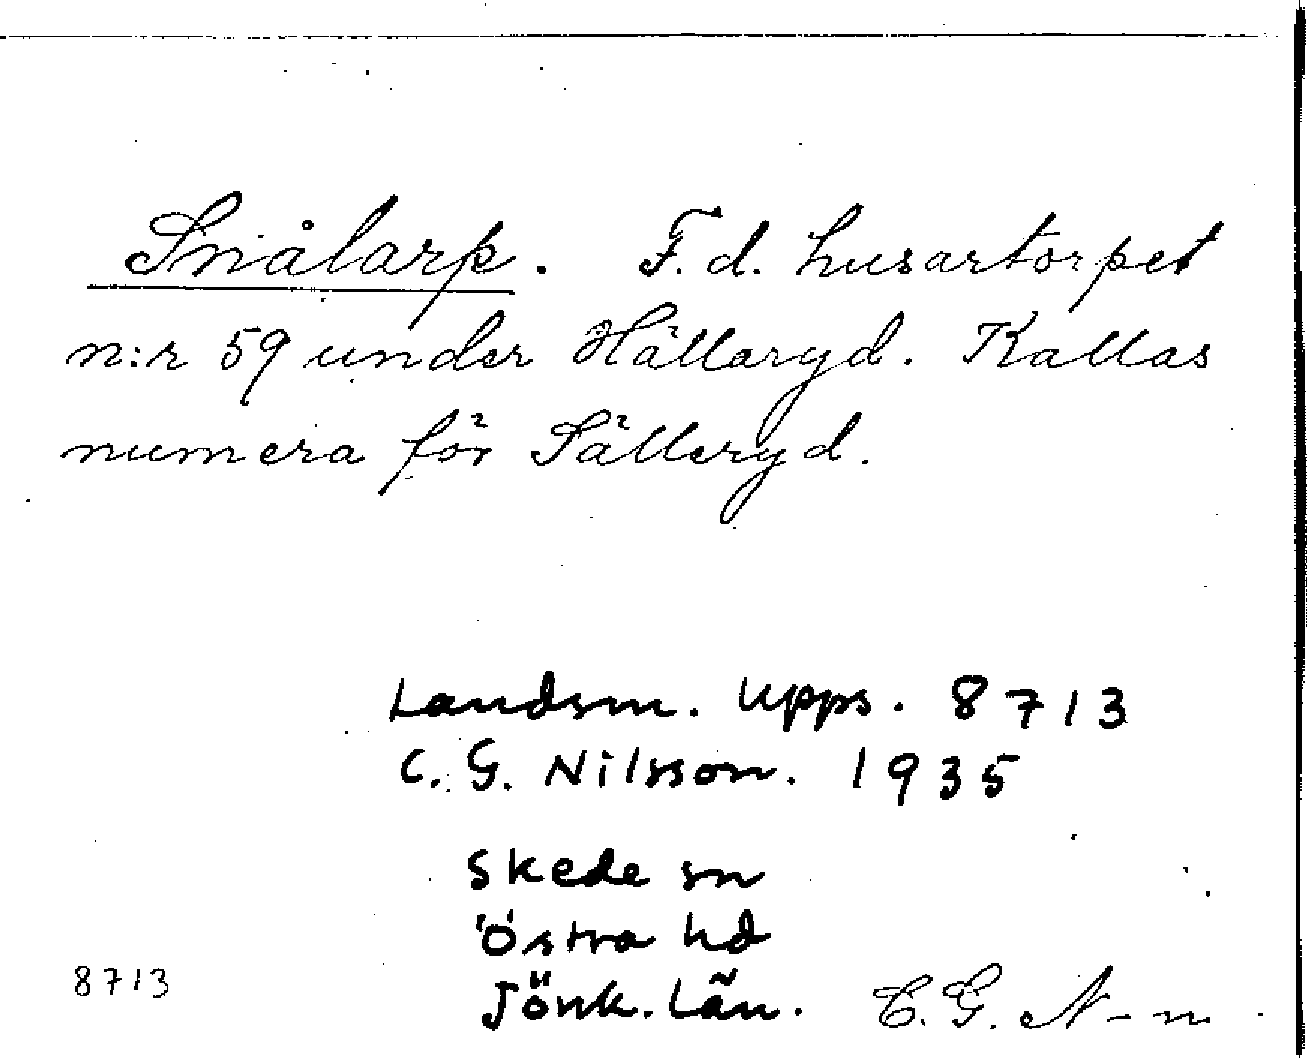 Snålarp. F.d. husartorpet
n:r 59 under Hälleryd. Kallas
numera för Sälleryd.
Landsm. Upps. 8713
C. G. Nilsson. 1935
Skede sn
Östra hd
8713 Jönk. län. C. G. N-n